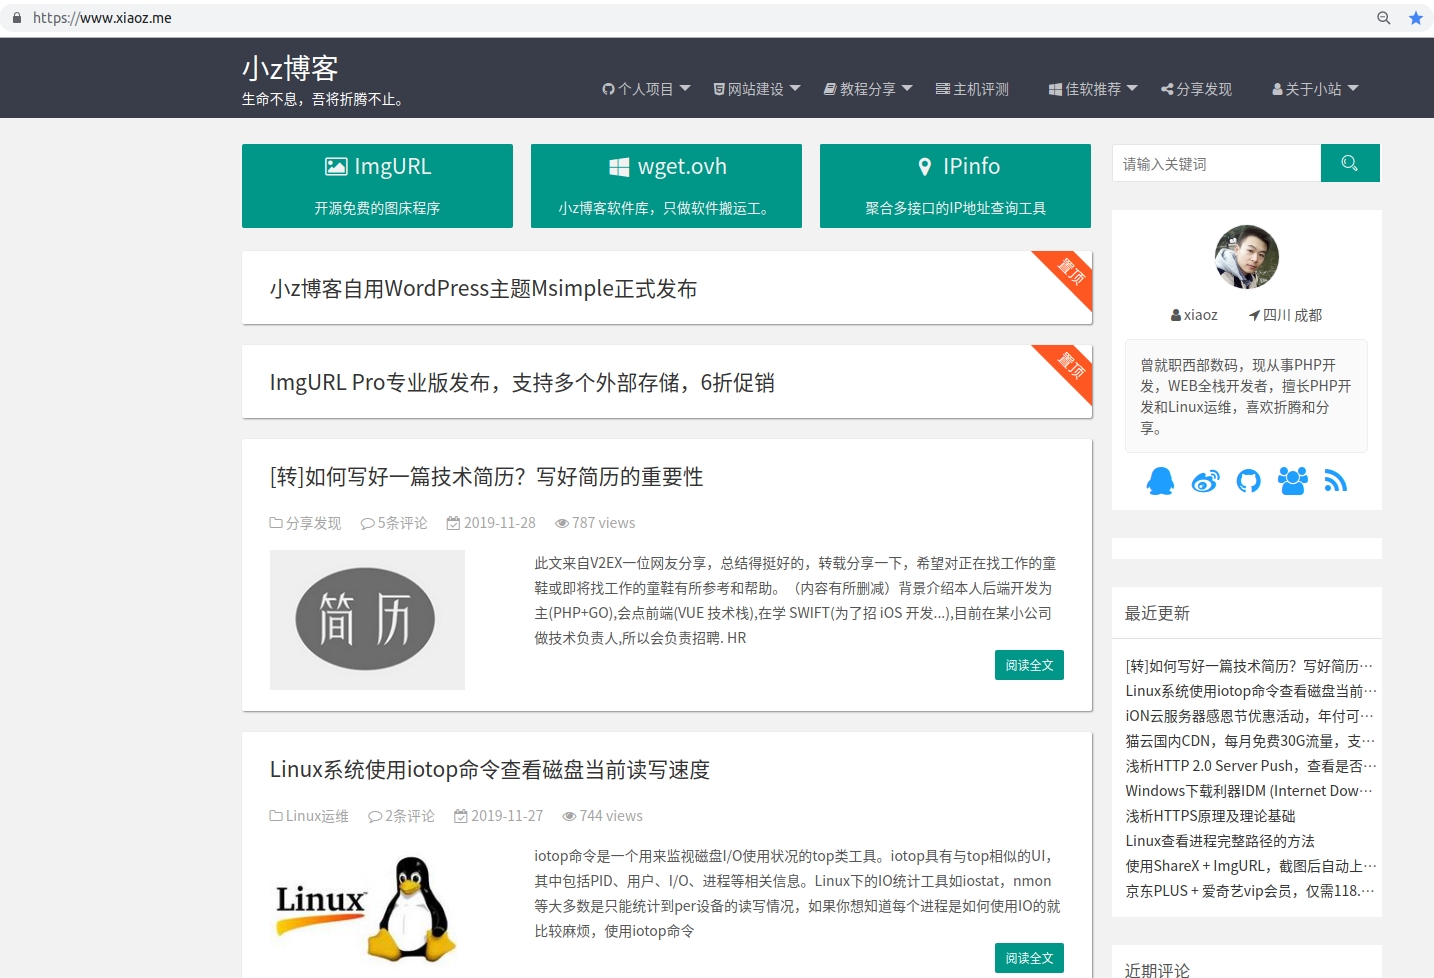 https://www.xiaoz.me
小z博客
生命不息，吾将折腾不止。
个人项目 网站建设 教程分享 主机评测 佳软推荐 分享发现 关于小站
ImgURL
开源免费的图床程序
wget.ovh
小z博客软件库，只做软件搬运工。
IPinfo
聚合多接口的IP地址查询工具
小z博客自用WordPress主题Msimple正式发布
置顶
ImgURL Pro专业版发布，支持多个外部存储，6折促销
置顶
[转]如何写好一篇技术简历？写好简历的重要性
分享发现 5条评论 2019-11-28 787 views
简历
此文来自V2EX一位网友分享，总结得挺好的，转载分享一下，希望对正在找工作的童
鞋或即将找工作的童鞋有所参考和帮助。（内容有所删减）背景介绍本人后端开发为
主(PHP+GO),会点前端(VUE 技术栈),在学 SWIFT(为了招 iOS 开发...),目前在某小公司
做技术负责人,所以会负责招聘. HR
阅读全文
Linux系统使用iotop命令查看磁盘当前读写速度
Linux运维 2条评论 2019-11-27 744 views
Linux™
iotop命令是一个用来监视磁盘I/O使用状况的top类工具。iotop具有与top相似的UI，
其中包括PID、用户、I/O、进程等相关信息。Linux下的IO统计工具如iostat，nmon
等大多数是只能统计到per设备的读写情况，如果你想知道每个进程是如何使用IO的就
比较麻烦，使用iotop命令
阅读全文
请输入关键词
xiaoz 四川 成都
曾就职西部数码，现从事PHP开
发，WEB全栈开发者，擅长PHP开
发和Linux运维，喜欢折腾和分
享。
最近更新
[转]如何写好一篇技术简历？写好简历…
Linux系统使用iotop命令查看磁盘当前…
iON云服务器感恩节优惠活动，年付可…
猫云国内CDN，每月免费30G流量，支…
浅析HTTP 2.0 Server Push，查看是否…
Windows下载利器IDM (Internet Dow…
浅析HTTPS原理及理论基础
Linux查看进程完整路径的方法
使用ShareX + ImgURL，截图后自动上…
京东PLUS + 爱奇艺vip会员，仅需118.…
近期评论